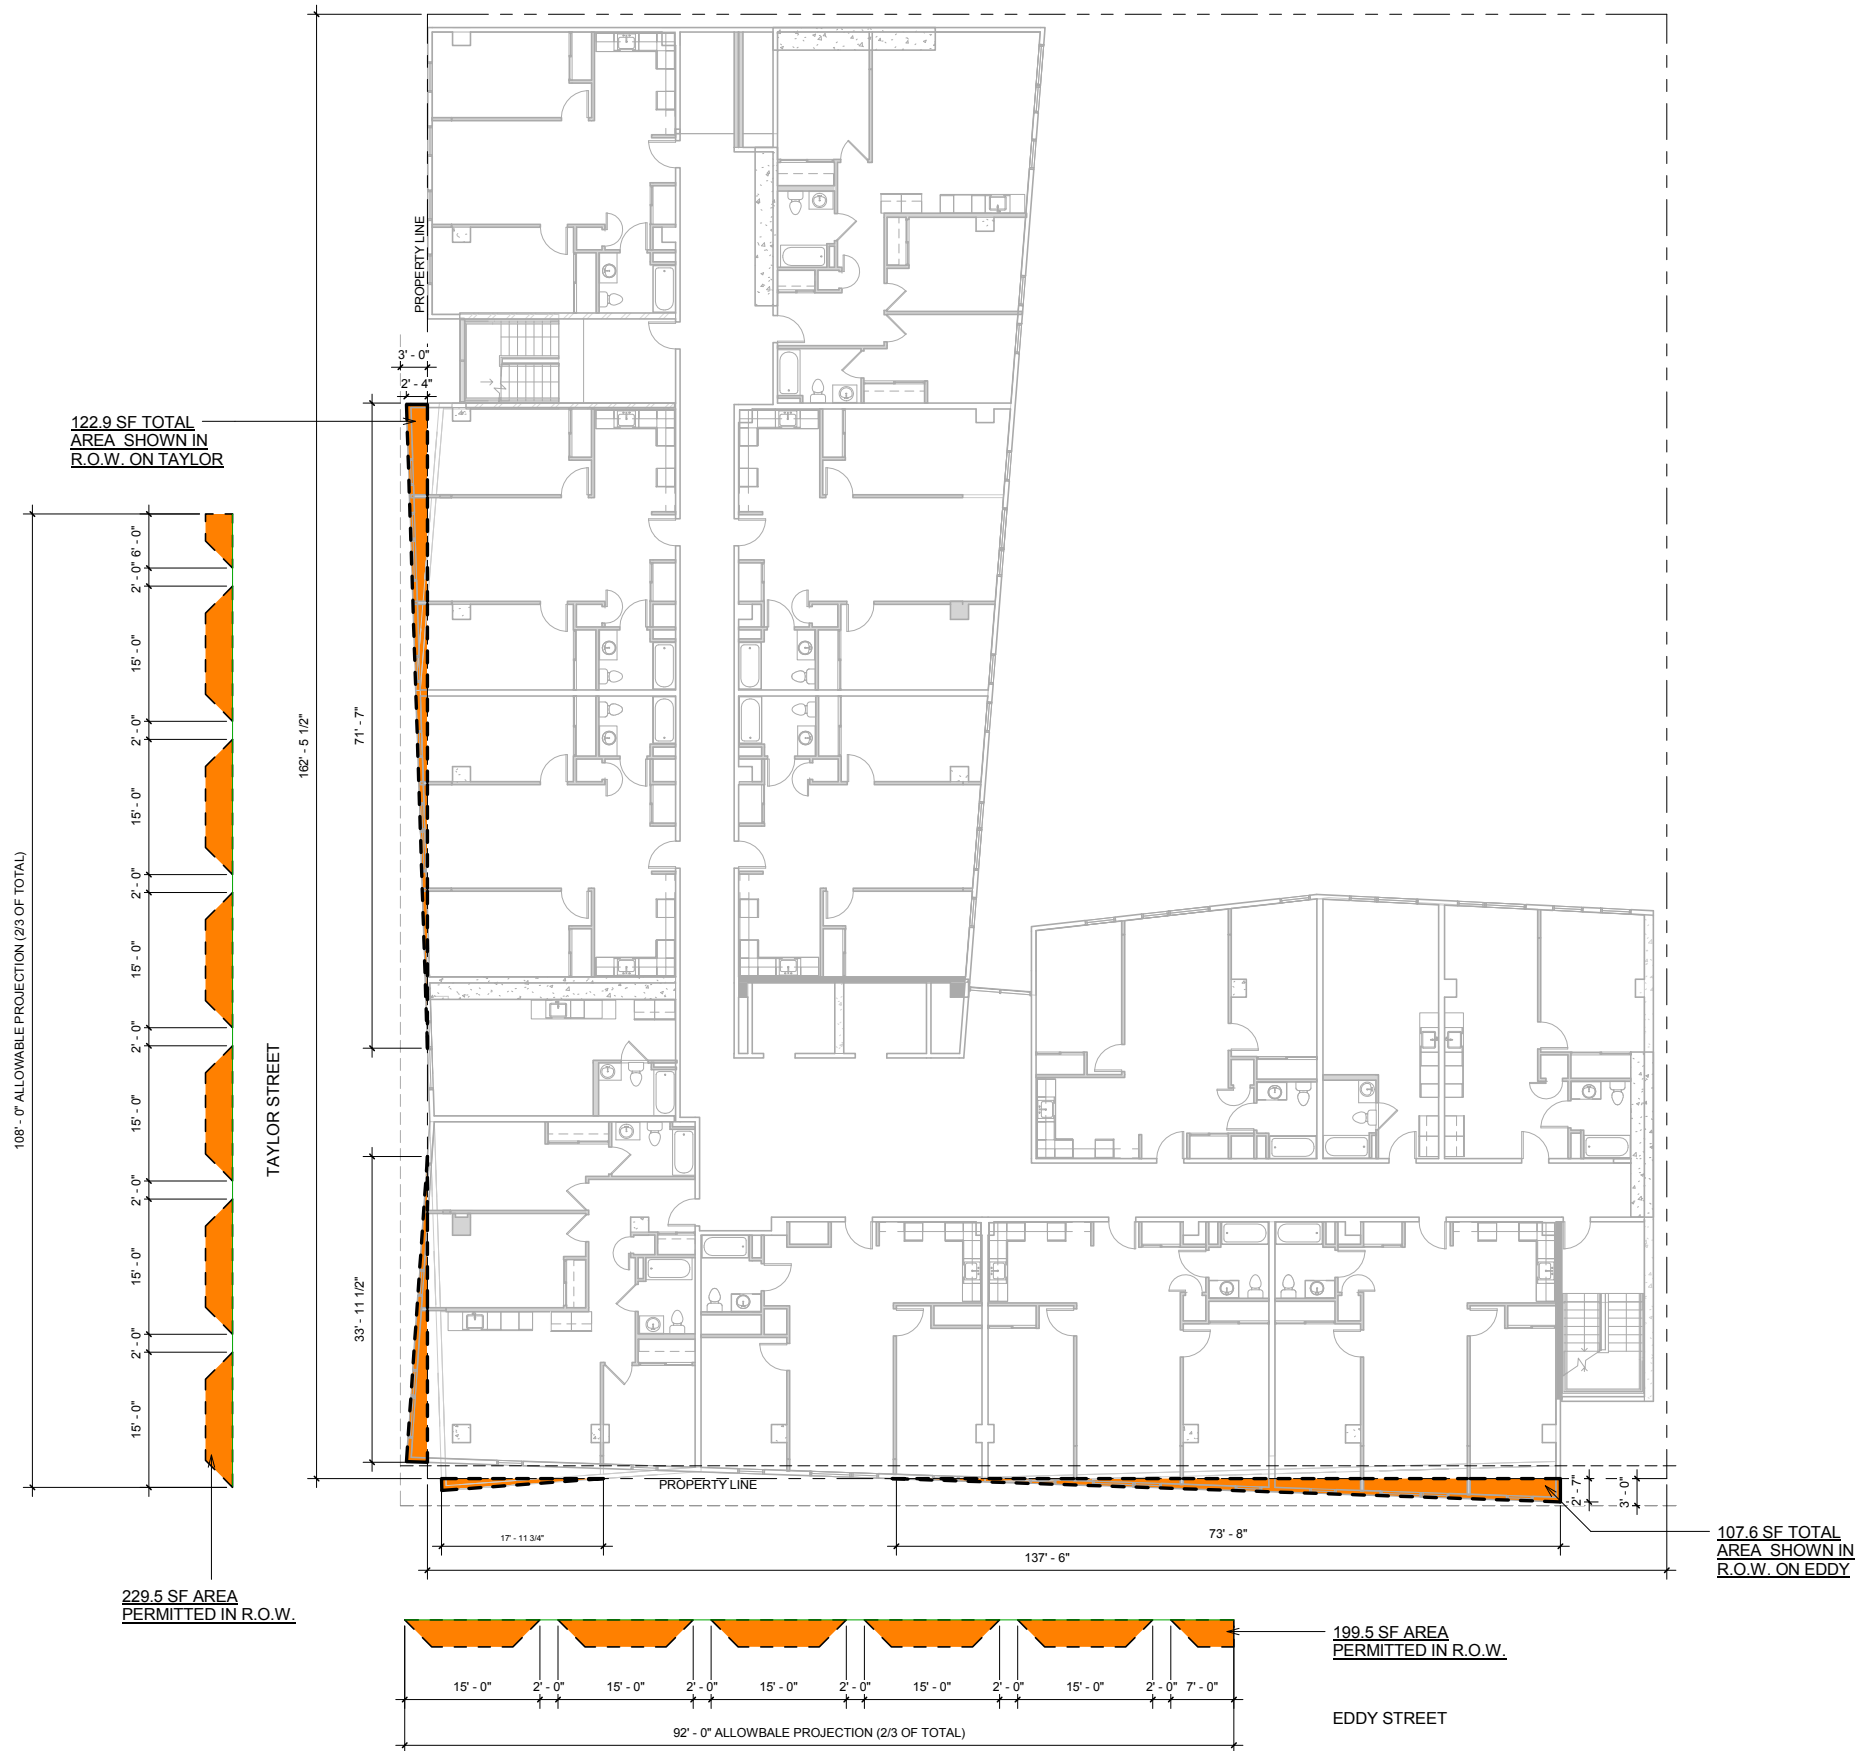 PROPERTY LINE
3' - 0"
2' - 4"
122.9 SF TOTAL
AREA SHOWN IN
R.O.W. ON TAYLOR
6' - 0"
2' - 0"
15' - 0"
2' - 0"
15' - 0"
2' - 0"
15' - 0"
2' - 0"
15' - 0"
2' - 0"
15' - 0"
2' - 0"
15' - 0"
108' - 0" ALLOWABLE PROJECTION (2/3 OF TOTAL)
TAYLOR STREET
162' - 5 1/2"
71' - 7"
33' - 11 1/2"
229.5 SF AREA
PERMITTED IN R.O.W.
PROPERTY LINE
17' - 11 3/4"
73' - 8"
137' - 6"
2' - 7"
3' - 0"
107.6 SF TOTAL
AREA SHOWN IN
R.O.W. ON EDDY
199.5 SF AREA
PERMITTED IN R.O.W.
15' - 0"
2' - 0"
15' - 0"
2' - 0"
15' - 0"
2' - 0"
15' - 0"
2' - 0"
15' - 0"
2' - 0"
7' - 0"
92' - 0" ALLOWBALE PROJECTION (2/3 OF TOTAL)
EDDY STREET